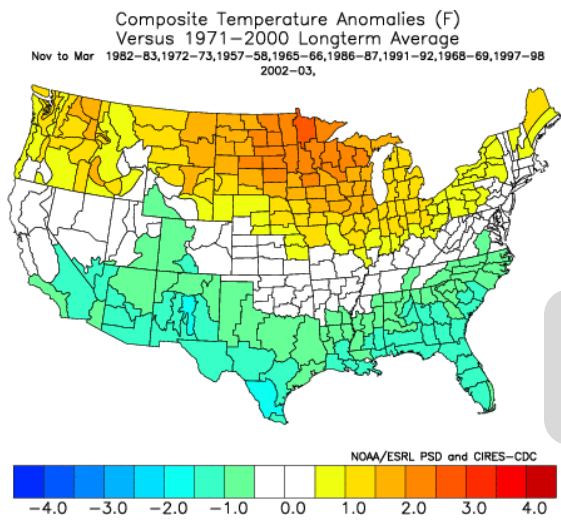 Composite Temperature Anomalies (F)
Versus 1971–2000 Longterm Average
Nov to Mar 1982–83,1972–73,1957–58,1965–66,1986–87,1991–92,1968–69,1997–98
2002–03,
NOAA/ESRL PSD and CIRES–CDC
−4.0 −3.0 −2.0 −1.0 0.0 1.0 2.0 3.0 4.0